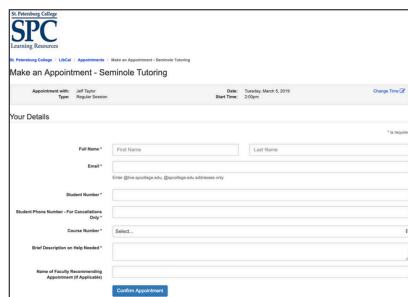 St. Petersburg College
SPC
Learning Resources
St. Petersburg College / LibCal / Appointments / Make an Appointment - Seminole Tutoring
Make an Appointment - Seminole Tutoring
Appointment with: Jeff Taylor Date: Tuesday, March 5, 2019 Change Time
Type: Regular Session Start Time: 2:00pm
Your Details
* is require
Full Name * First Name Last Name
Email *
Enter @live.spcollege.edu, @spcollege.edu addresses only
Student Number *
Student Phone Number - For Cancellations
Only *
Course Number * Select...
Brief Description on Help Needed *
Name of Faculty Recommending
Appointment (If Applicable)
Confirm Appointment